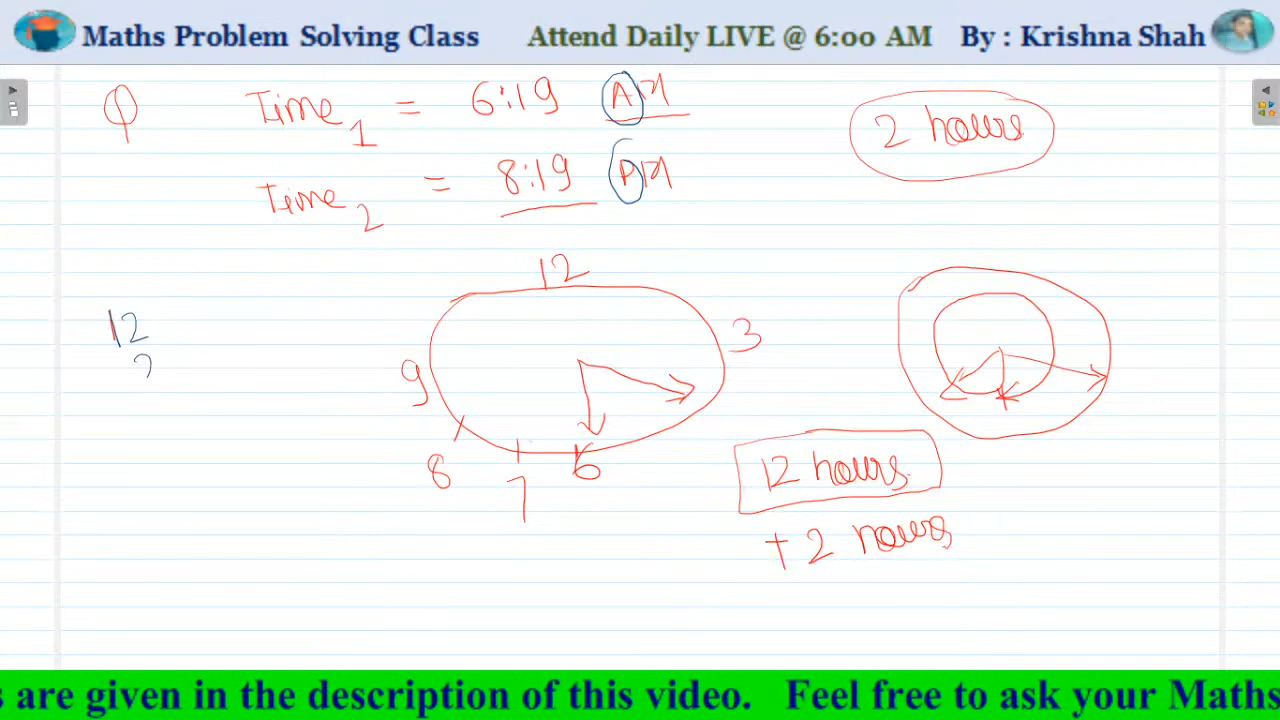 Maths Problem Solving Class Attend Daily LIVE @ 6:00 AM By : Krishna Shah
Q Time1 = 6:19 AM
2 hours
Time2 = 8:19 PM
12
3
9
8
7
6
12
2
12 hours
+ 2 hours
s are given in the description of this video. Feel free to ask your Maths